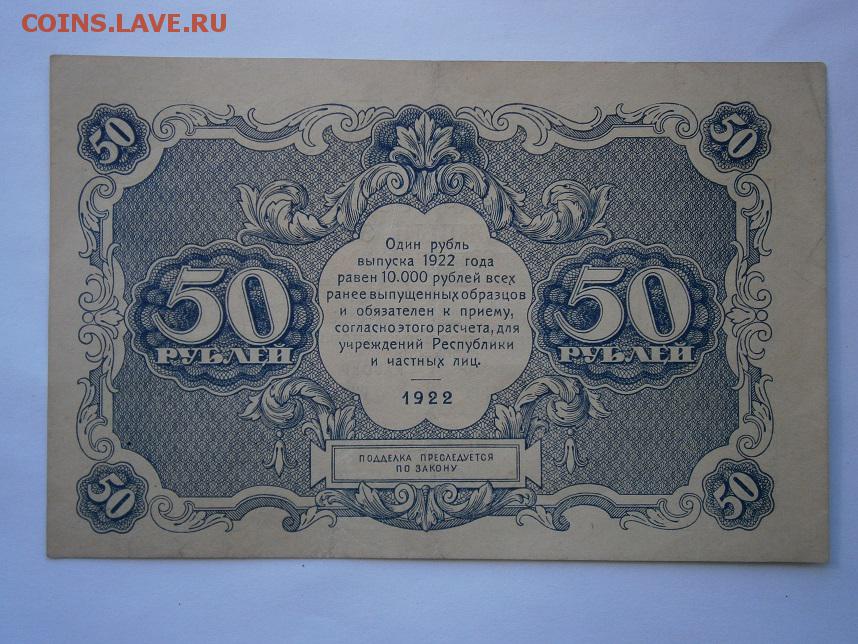 COINS.LAVE.RU
50
50
Один рубль
выпуска 1922 года
равен 10.000 рублей всех
ранее выпущенных образцов
и обязателен к приему,
согласно этого расчета, для
учреждений Республики
и частных лиц.
1922
50
РУБЛЕЙ
50
РУБЛЕЙ
ПОДДЕЛКА ПРЕСЛЕДУЕТСЯ
ПО ЗАКОНУ
50
50